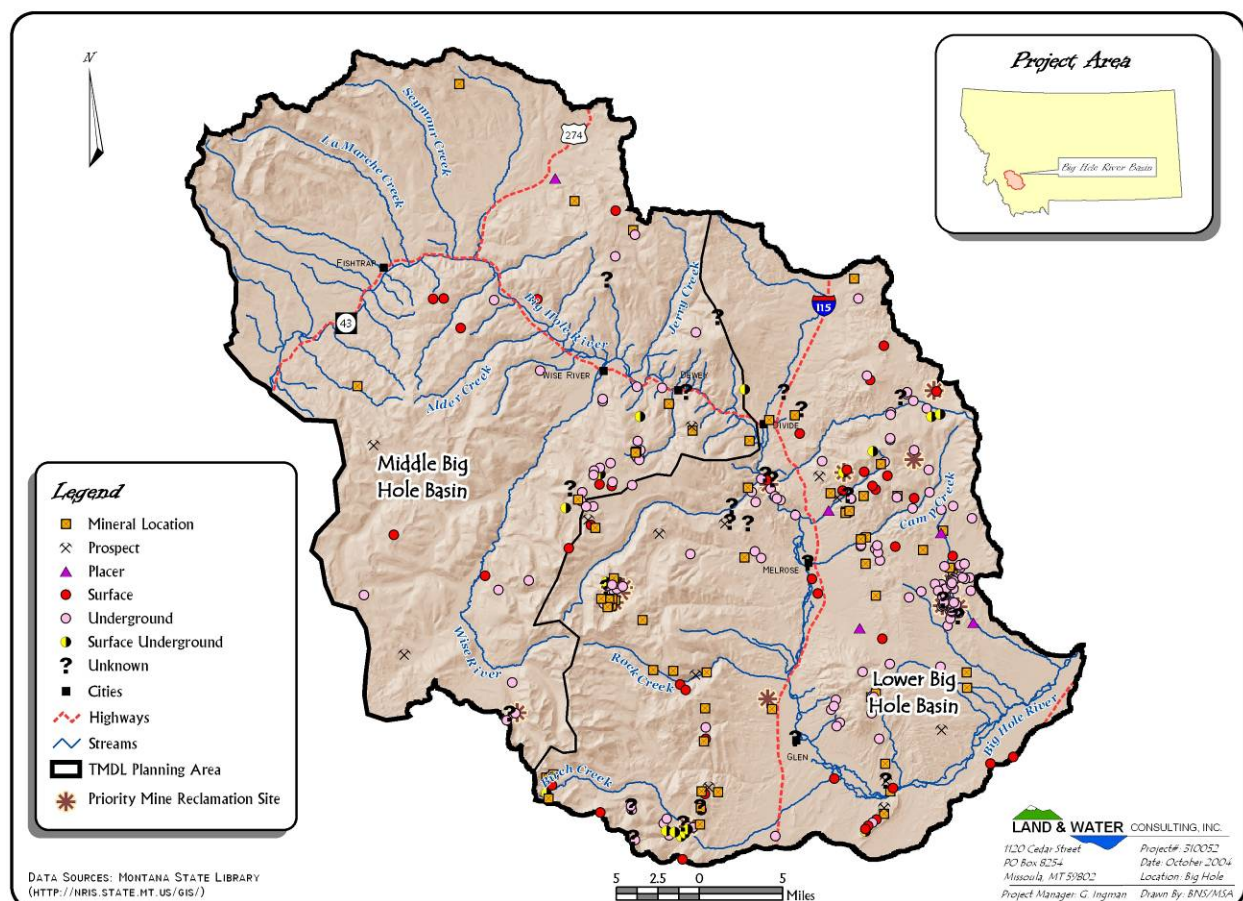 N
Project Area
Big Hole River Basin
274
Seymour Creek
La Marche Creek
FISHTRAP
Jerry Creek
115
43
Big Hole River
WISE RIVER
DEWEY
Alder Creek
DIVIDE
Middle Big
Hole Basin
Camp Creek
MELROSE
Wise River
Rock Creek
Lower Big
Hole Basin
Big Hole River
GLEN
Birch Creek
Legend
Mineral Location
Prospect
Placer
Surface
Underground
Surface Underground
Unknown
Cities
Highways
Streams
TMDL Planning Area
Priority Mine Reclamation Site
DATA SOURCES: MONTANA STATE LIBRARY
(HTTP://NRIS.STATE.MT.US/GIS/)
5 2.5 0 5
Miles
LAND & WATER CONSULTING, INC.
1120 Cedar Street Project#: 310052
PO Box 8254 Date: October 2004
Missoula, MT 59802 Location: Big Hole
Project Manager: G. Ingman Drawn By: BNS/MSA